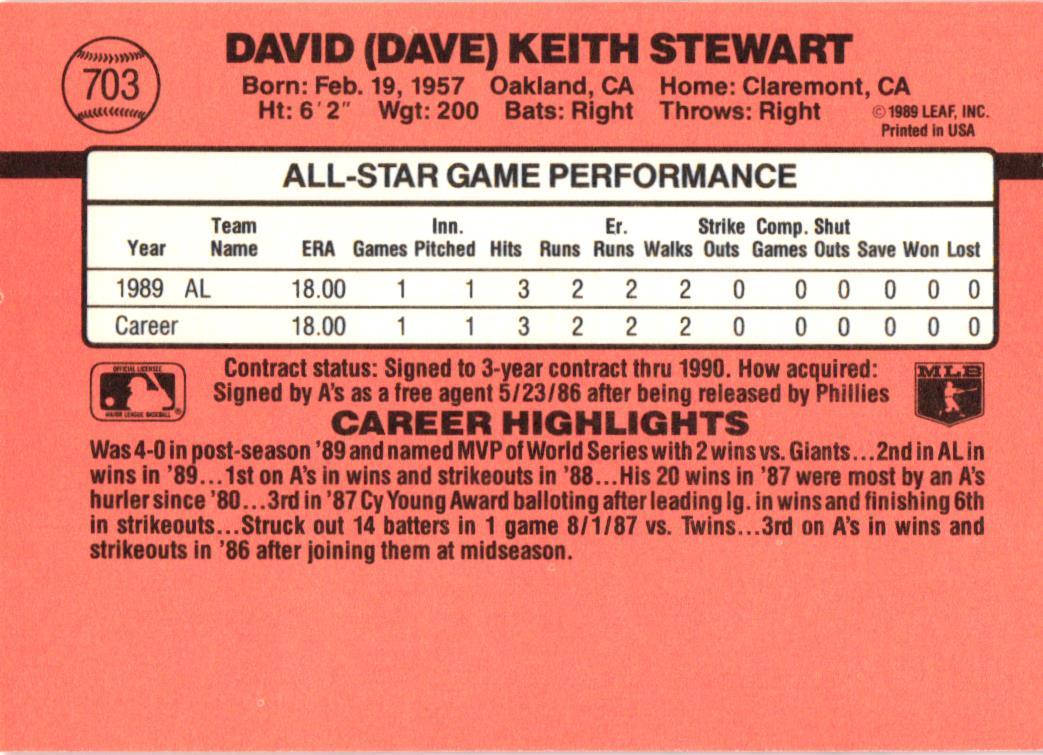 703
DAVID (DAVE) KEITH STEWART
Born: Feb. 19, 1957 Oakland, CA Home: Claremont, CA
Ht: 6' 2" Wgt: 200 Bats: Right Throws: Right
© 1989 LEAF, INC.
Printed in USA
ALL-STAR GAME PERFORMANCE
Team Inn. Er. Strike Comp. Shut
Year Name ERA Games Pitched Hits Runs Runs Walks Outs Games Outs Save Won Lost
1989 AL 18.00 1 1 3 2 2 2 0 0 0 0 0 0
Career 18.00 1 1 3 2 2 2 0 0 0 0 0 0
OFFICIAL LICENSEE
MAJOR LEAGUE BASEBALL ®
Contract status: Signed to 3-year contract thru 1990. How acquired:
Signed by A's as a free agent 5/23/86 after being released by Phillies
MLB
CAREER HIGHLIGHTS
Was 4-0 in post-season '89 and named MVP of World Series with 2 wins vs. Giants...2nd in AL in
wins in '89...1st on A's in wins and strikeouts in '88...His 20 wins in '87 were most by an A's
hurler since '80...3rd in '87 Cy Young Award balloting after leading lg. in wins and finishing 6th
in strikeouts...Struck out 14 batters in 1 game 8/1/87 vs. Twins...3rd on A's in wins and
strikeouts in '86 after joining them at midseason.